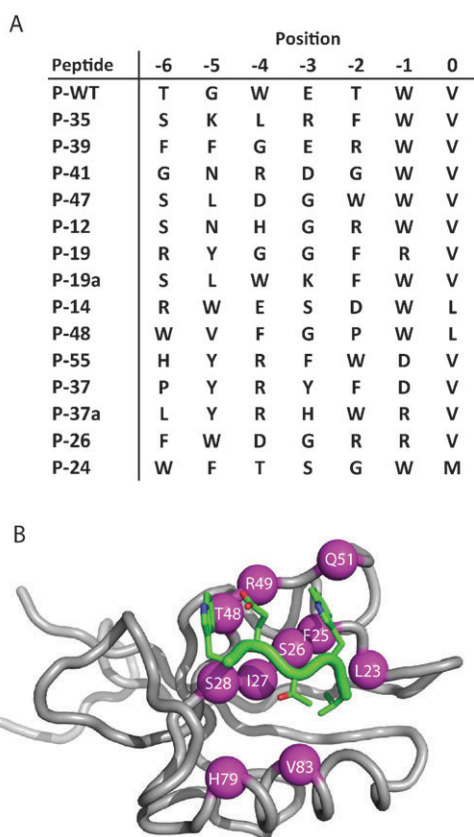 A
Position
Peptide -6 -5 -4 -3 -2 -1 0
P-WT T G W E T W V
P-35 S K L R F W V
P-39 F F G E R W V
P-41 G N R D G W V
P-47 S L D G W W V
P-12 S N H G R W V
P-19 R Y G G F R V
P-19a S L W K F W V
P-14 R W E S D W L
P-48 W V F G P W L
P-55 H Y R F W D V
P-37 P Y R Y F D V
P-37a L Y R H W R V
P-26 F W D G R R V
P-24 W F T S G W M
B
Q51
R49
T48
F25
S26
L23
S28
I27
H79
V83